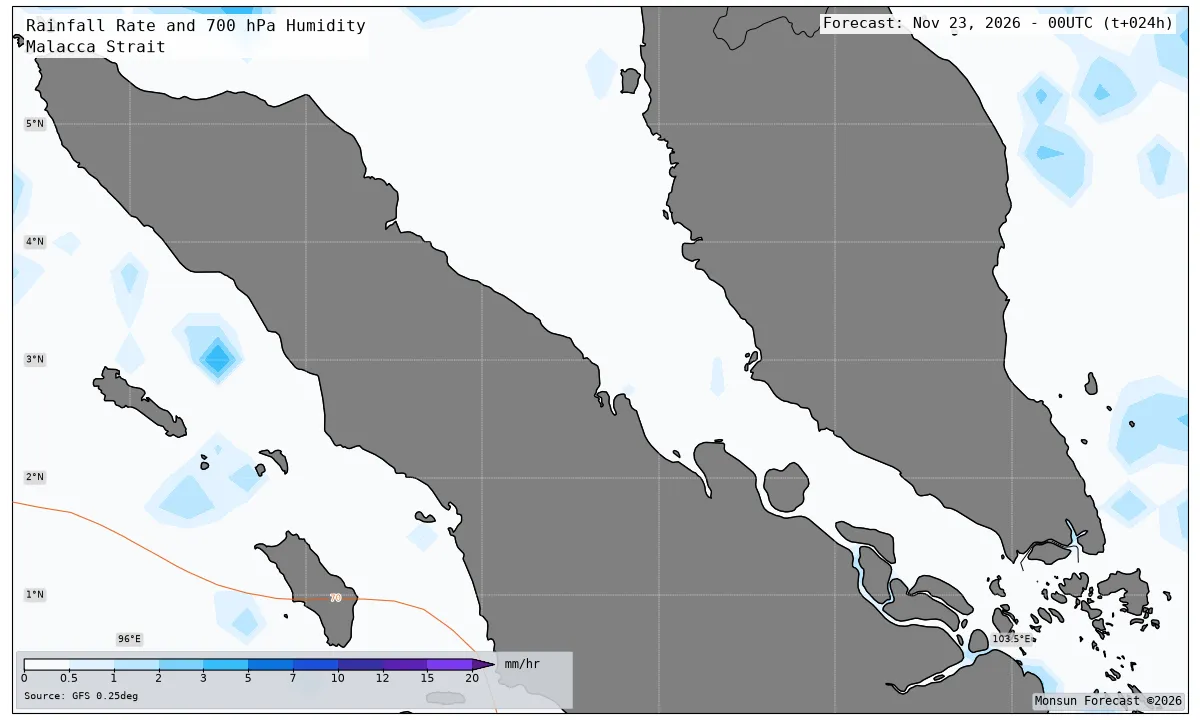 Rainfall Rate and 700 hPa Humidity
Malacca Strait
Forecast: Nov 23, 2026 - 00UTC (t+024h)
5°N
4°N
3°N
2°N
1°N
70
96°E
103.5°E
0 0.5 1 2 3 5 7 10 12 15 20 mm/hr
Source: GFS 0.25deg
Monsun Forecast ©2026